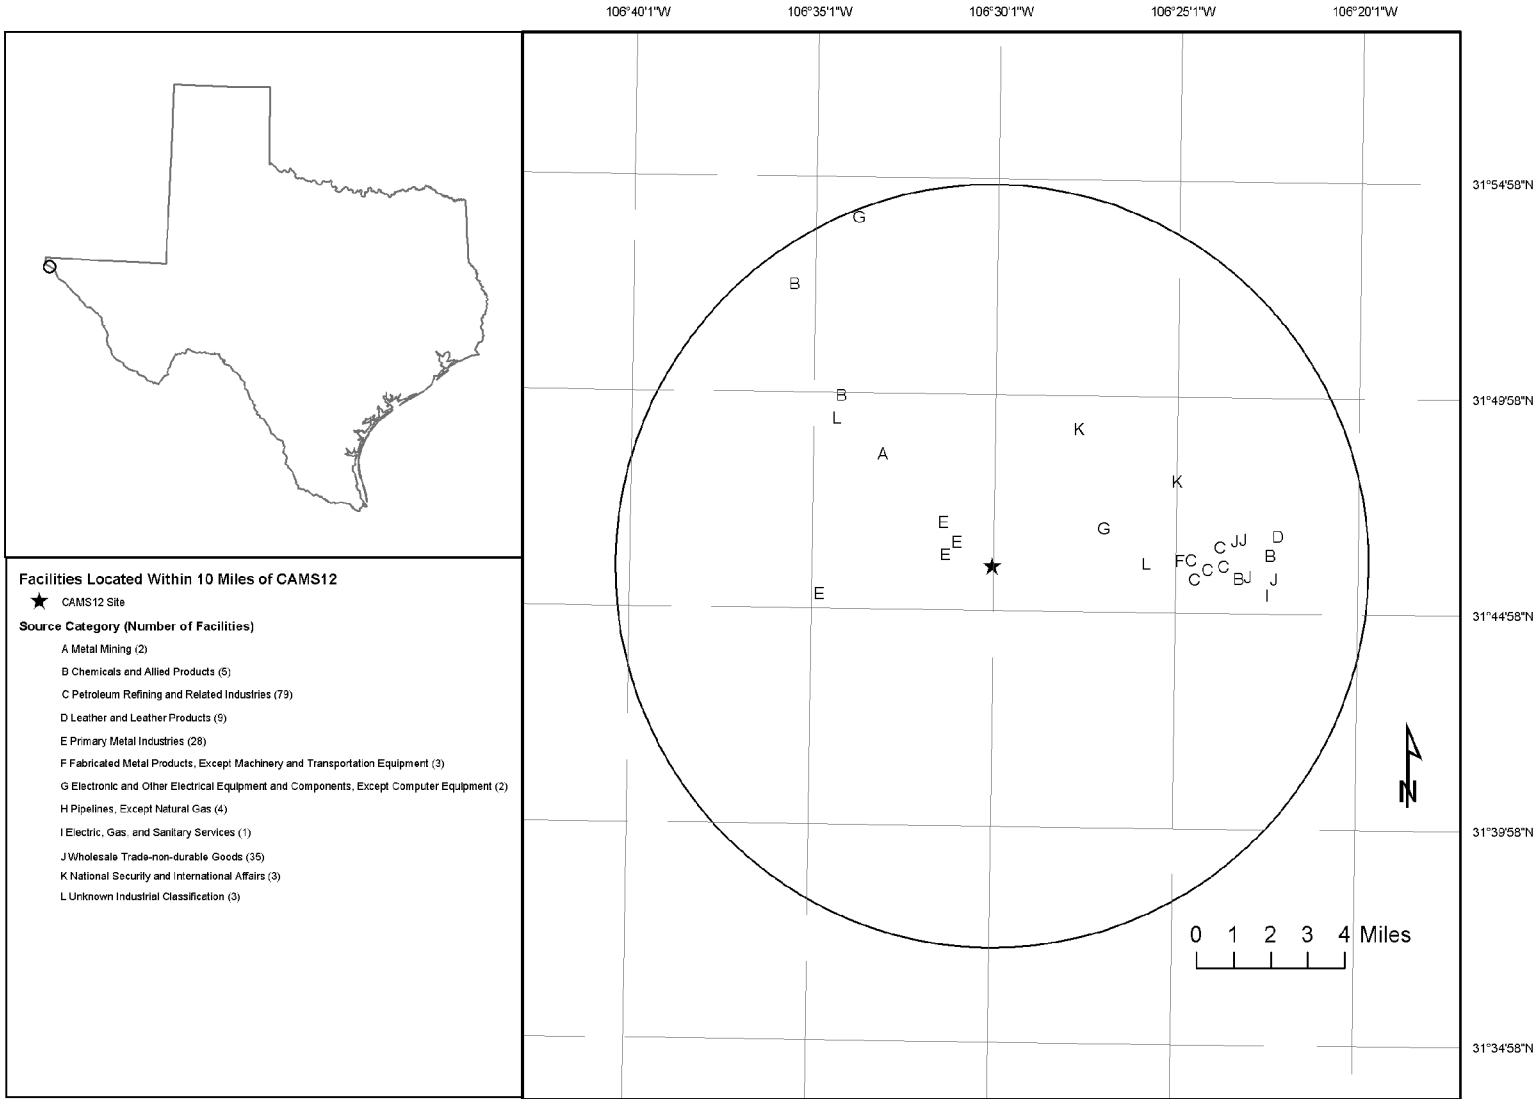 106°40'1"W 106°35'1"W 106°30'1"W 106°25'1"W 106°20'1"W
31°54'58"N
G
B
31°49'58"N
B
L
K
A
K
E
G
E
JJ
D
C
E
B
L
FC
C
C
C
BJ
J
E
I
31°44'58"N
N
31°39'58"N
0 1 2 3 4 Miles
31°34'58"N
Facilities Located Within 10 Miles of CAMS12
CAMS12 Site
Source Category (Number of Facilities)
A Metal Mining (2)
B Chemicals and Allied Products (5)
C Petroleum Refining and Related Industries (79)
D Leather and Leather Products (9)
E Primary Metal Industries (28)
F Fabricated Metal Products, Except Machinery and Transportation Equipment (3)
G Electronic and Other Electrical Equipment and Components, Except Computer Equipment (2)
H Pipelines, Except Natural Gas (4)
I Electric, Gas, and Sanitary Services (1)
J Wholesale Trade-non-durable Goods (35)
K National Security and International Affairs (3)
L Unknown Industrial Classification (3)